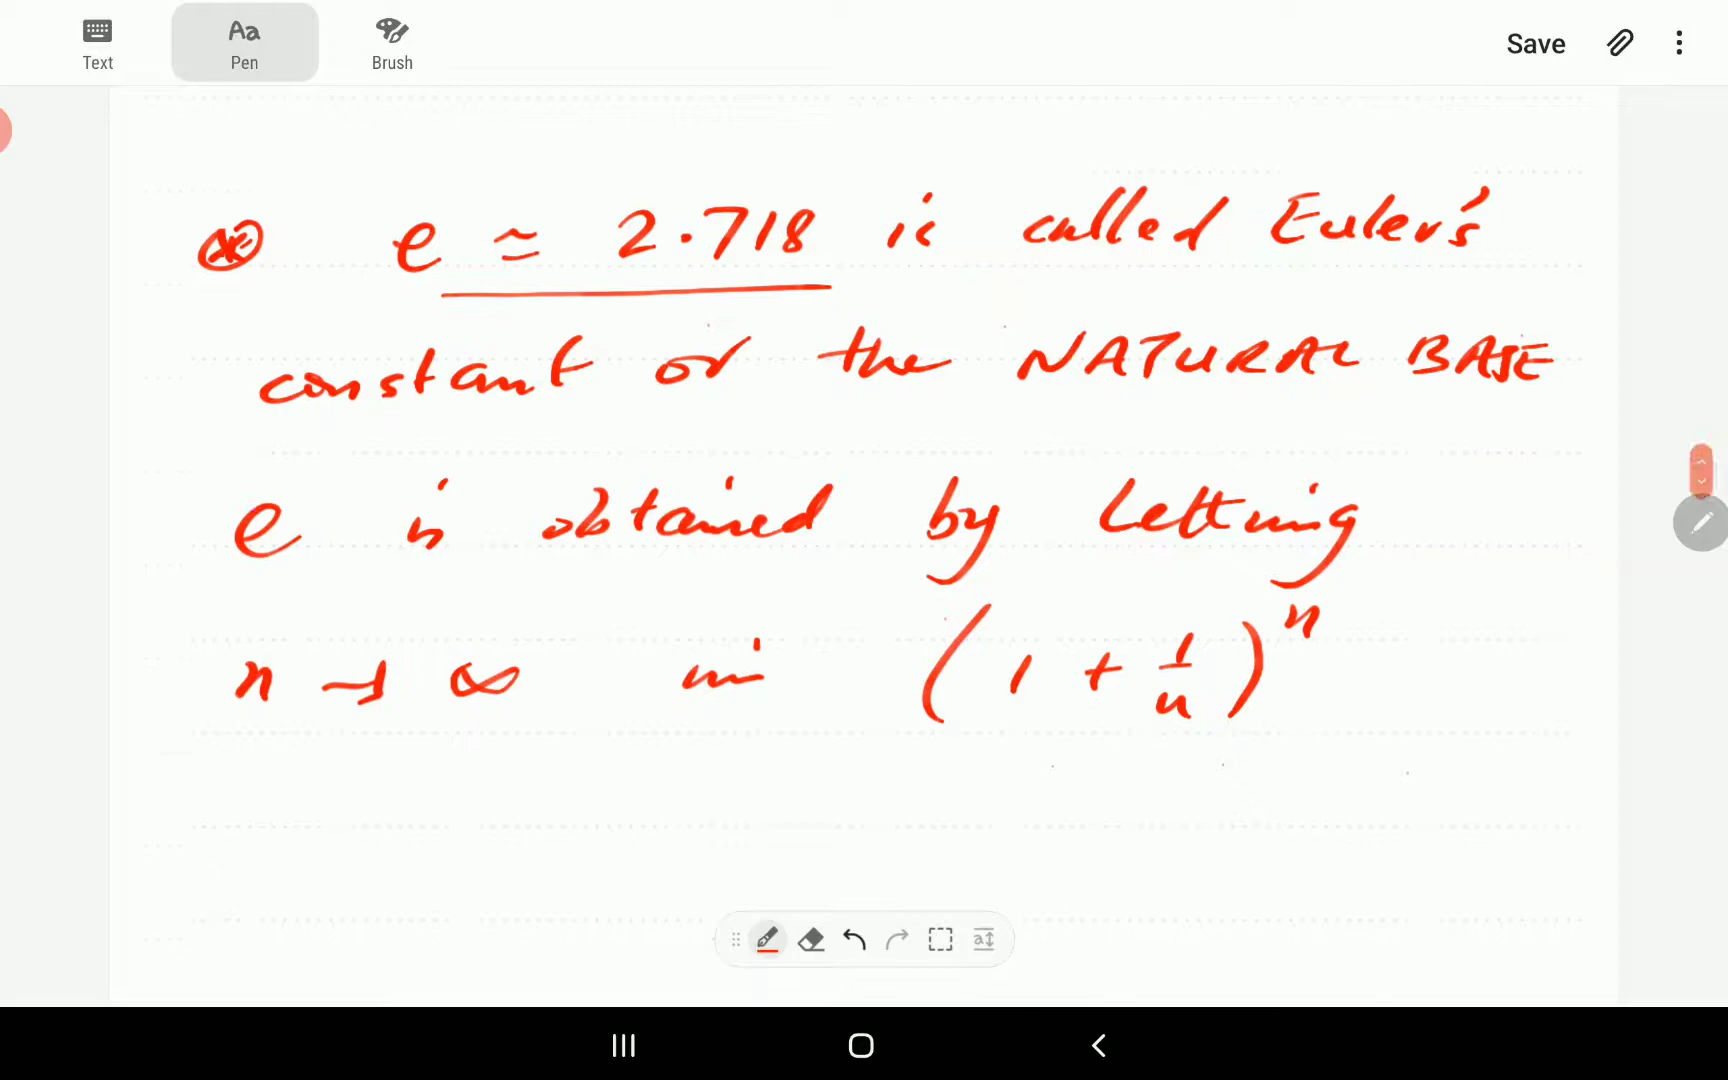 Text
Aa
Pen
Brush
Save
e ≃ 2.718 is called Euler's
constant or the NATURAL BASE
e is obtained by letting
n → ∞ in (1 + 1/n)^n